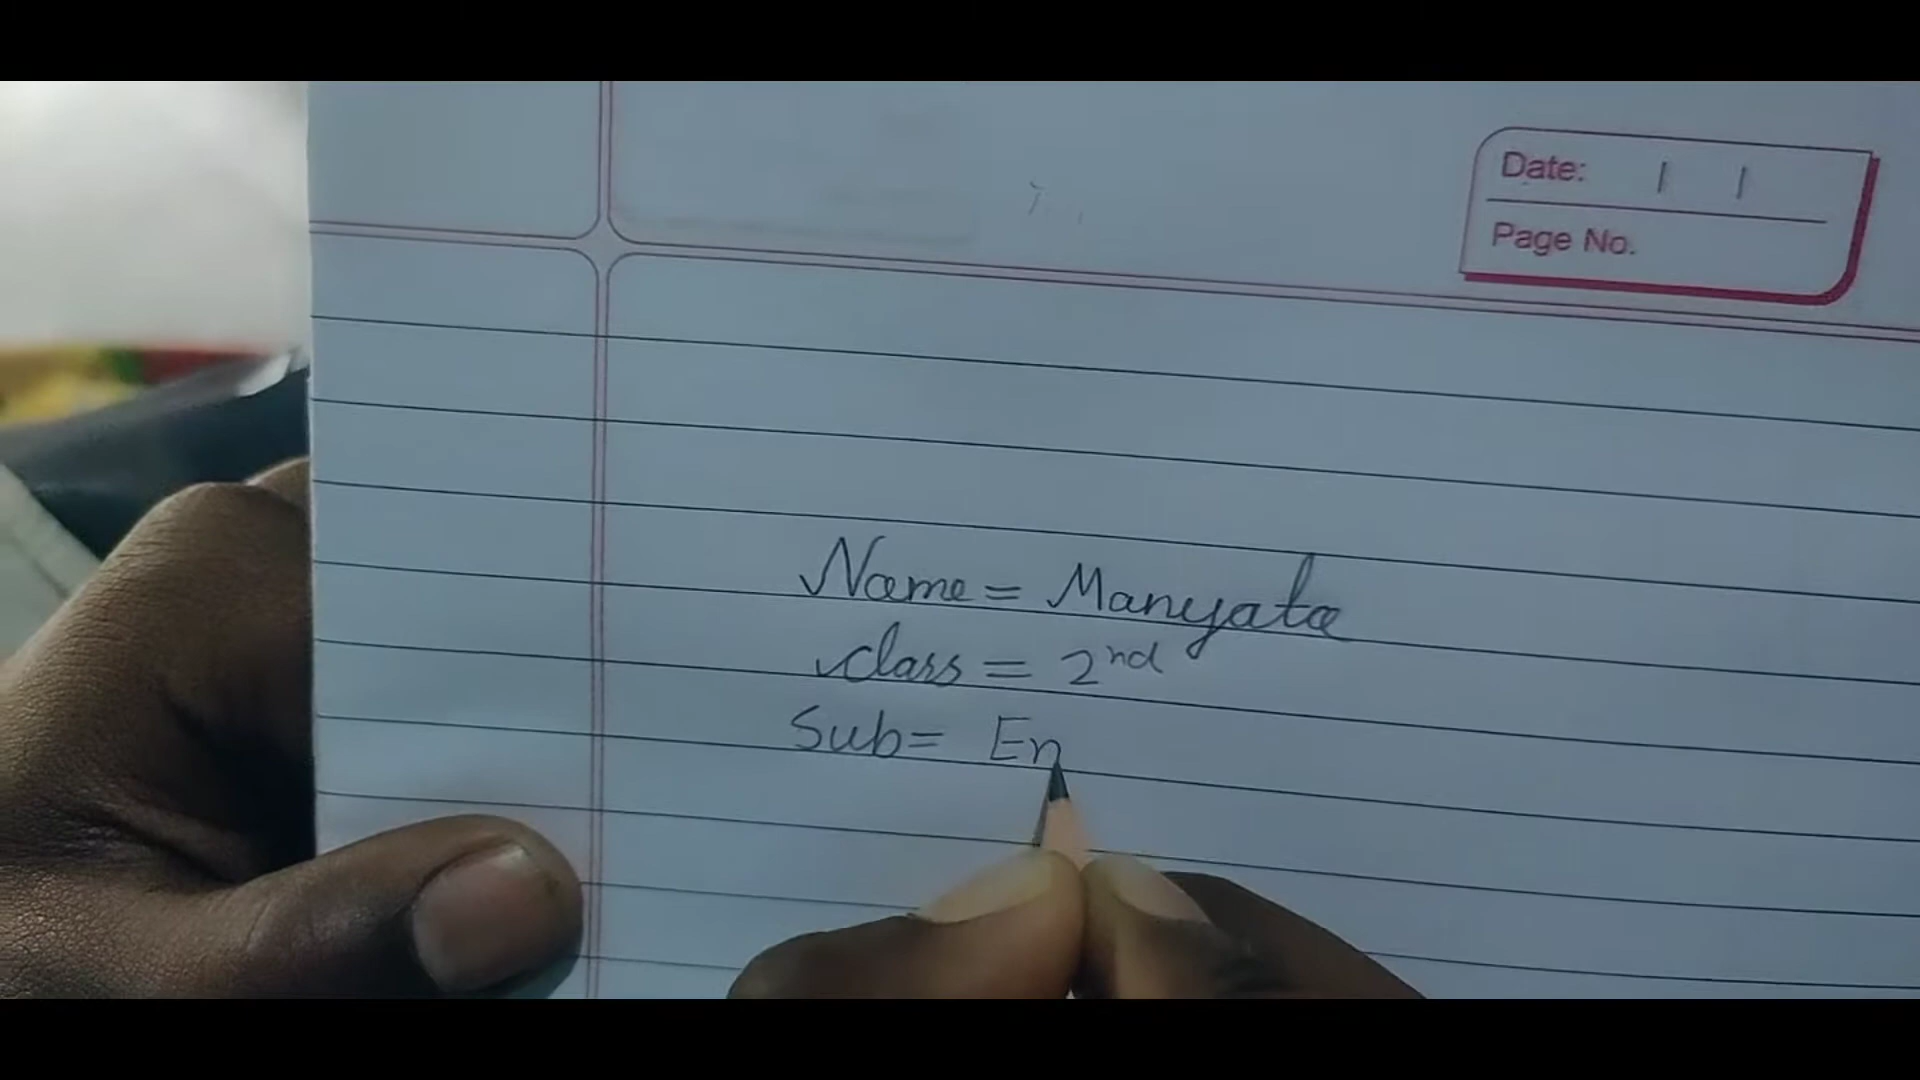 Date: | |
Page No.
Name = Manyata
class = 2nd
Sub= En